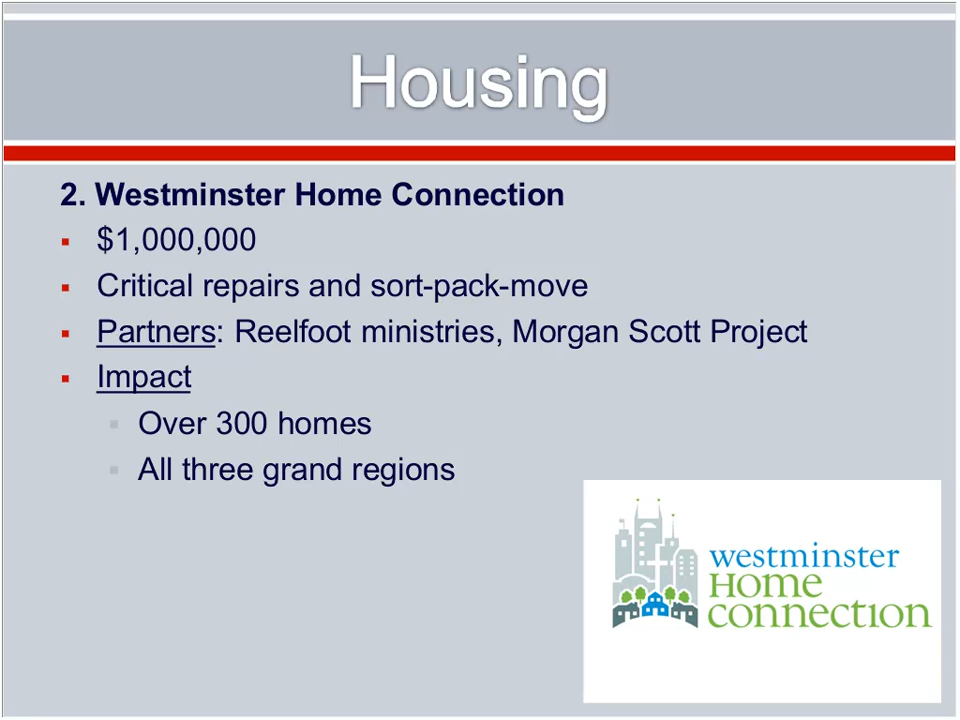 Housing
2. Westminster Home Connection
▪ $1,000,000
▪ Critical repairs and sort-pack-move
▪ Partners: Reelfoot ministries, Morgan Scott Project
▪ Impact
▪ Over 300 homes
▪ All three grand regions
westminster
Home
connection